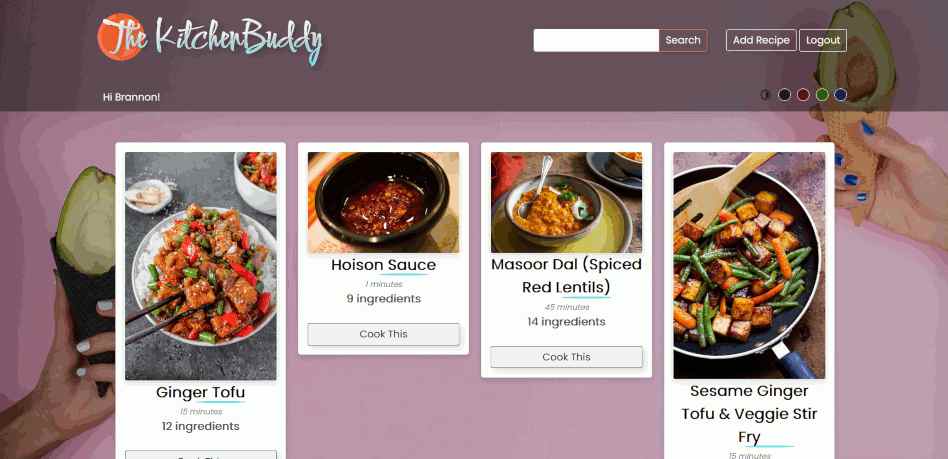 The KitchenBuddy
Search
Add Recipe
Logout
Hi Brannon!
Ginger Tofu
15 minutes
12 ingredients
Cook This
Hoison Sauce
1 minutes
9 ingredients
Cook This
Masoor Dal (Spiced
Red Lentils)
45 minutes
14 ingredients
Cook This
Sesame Ginger
Tofu & Veggie Stir
Fry
15 minutes